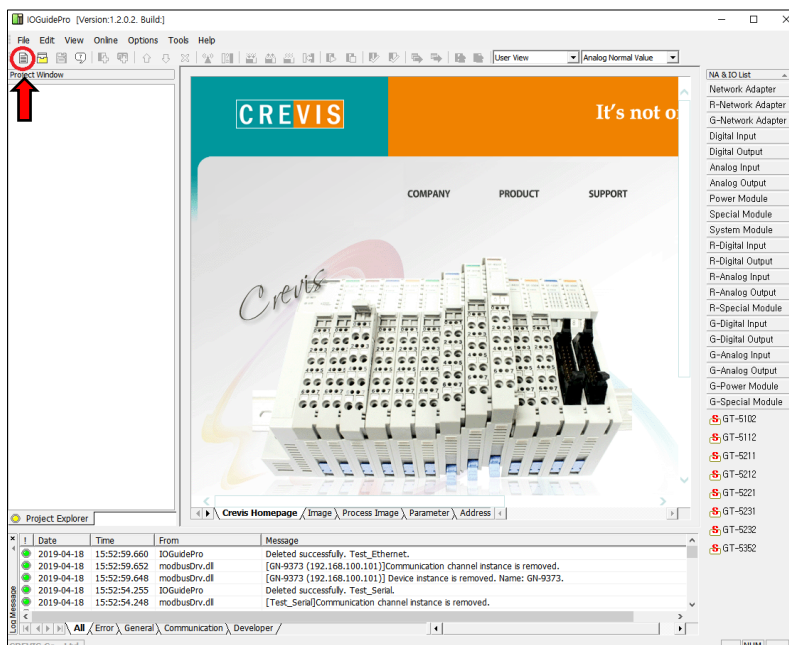 IOGuidePro [Version:1.2.0.2. Build:]
File Edit View Online Options Tools Help
User View Analog Normal Value
Project Window
NA & IO List
Network Adapter
R-Network Adapter
G-Network Adapter
Digital Input
Digital Output
Analog Input
Analog Output
Power Module
Special Module
System Module
R-Digital Input
R-Digital Output
R-Analog Input
R-Analog Output
R-Special Module
G-Digital Input
G-Digital Output
G-Analog Input
G-Analog Output
G-Power Module
G-Special Module
GT-5102
GT-5112
GT-5211
GT-5212
GT-5221
GT-5231
GT-5232
GT-5352
CREVIS
It's not o
COMPANY PRODUCT SUPPORT
Crevis
Project Explorer
Crevis Homepage Image Process Image Parameter Address
! Date Time From Message
2019-04-18 15:52:59.660 IOGuidePro Deleted successfully. Test_Ethernet.
2019-04-18 15:52:59.652 modbusDrv.dll [GN-9373 (192.168.100.101)]Communication channel instance is removed.
2019-04-18 15:52:59.648 modbusDrv.dll [GN-9373 (192.168.100.101)] Device instance is removed. Name: GN-9373.
2019-04-18 15:52:54.255 IOGuidePro Deleted successfully. Test_Serial.
2019-04-18 15:52:54.248 modbusDrv.dll [Test_Serial]Communication channel instance is removed.
Log Message
All Error General Communication Developer